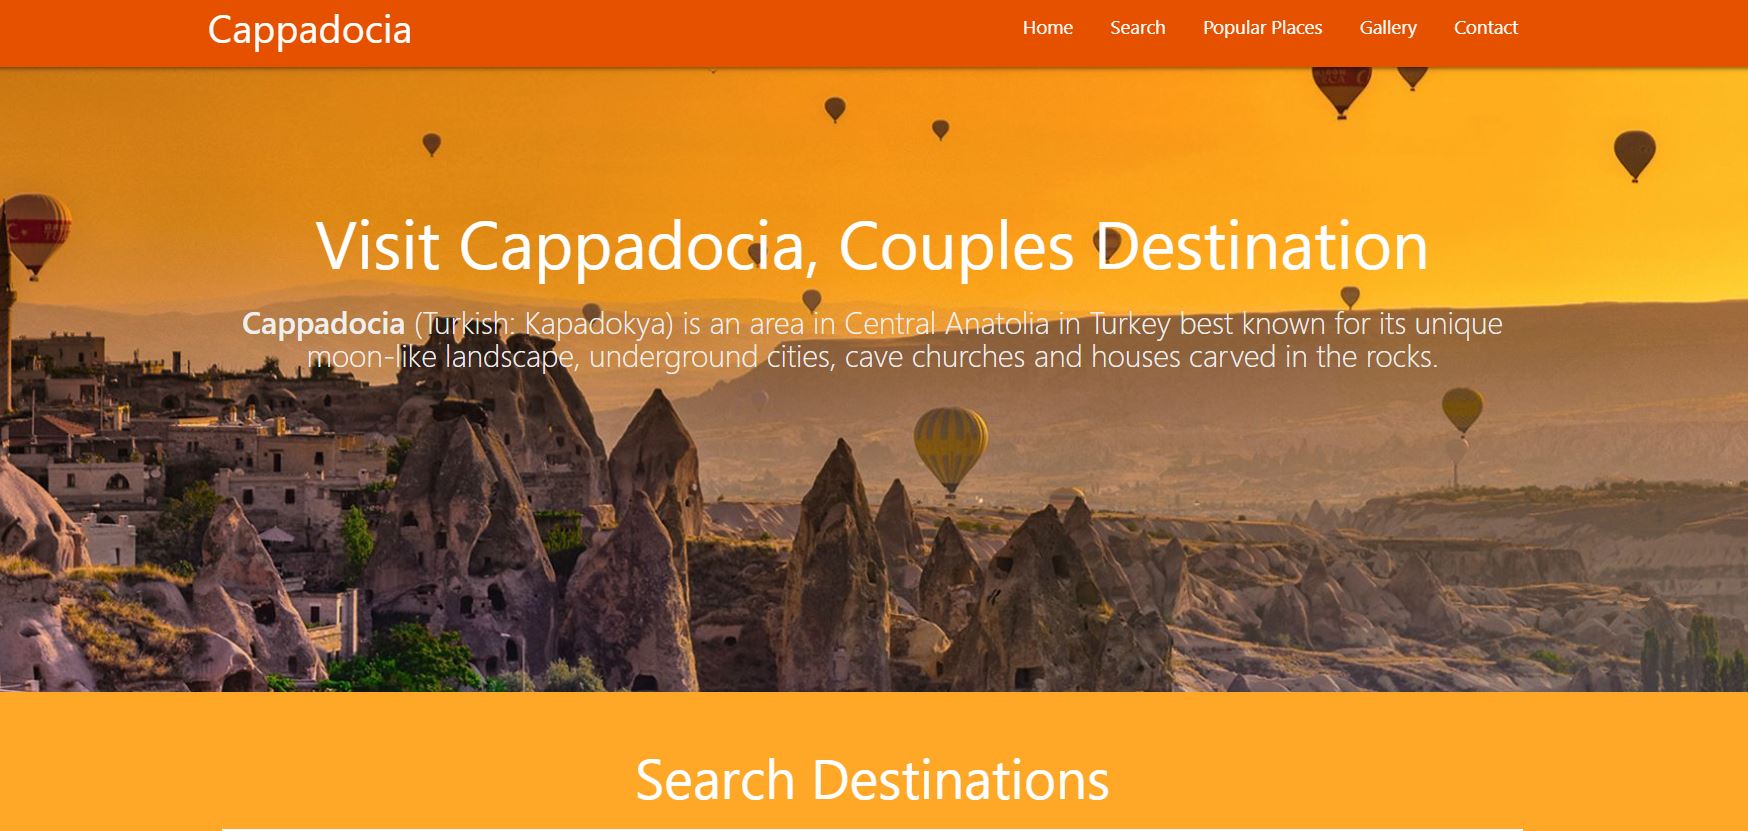 Cappadocia
Home Search Popular Places Gallery Contact
Visit Cappadocia, Couples Destination
Cappadocia (Turkish: Kapadokya) is an area in Central Anatolia in Turkey best known for its unique
moon-like landscape, underground cities, cave churches and houses carved in the rocks.
Search Destinations